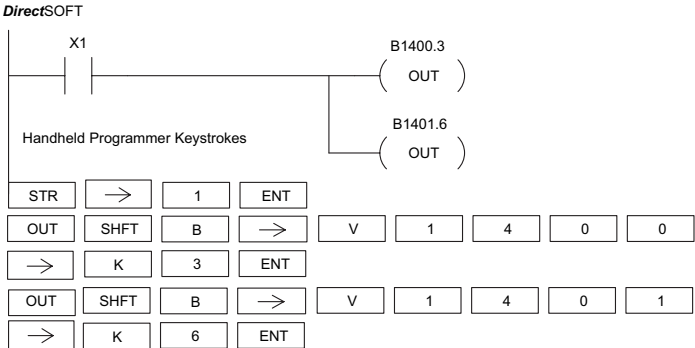 DirectSOFT
X1
B1400.3
OUT
B1401.6
OUT
Handheld Programmer Keystrokes
STR → 1 ENT
OUT SHFT B → V 1 4 0 0
→ K 3 ENT
OUT SHFT B → V 1 4 0 1
→ K 6 ENT